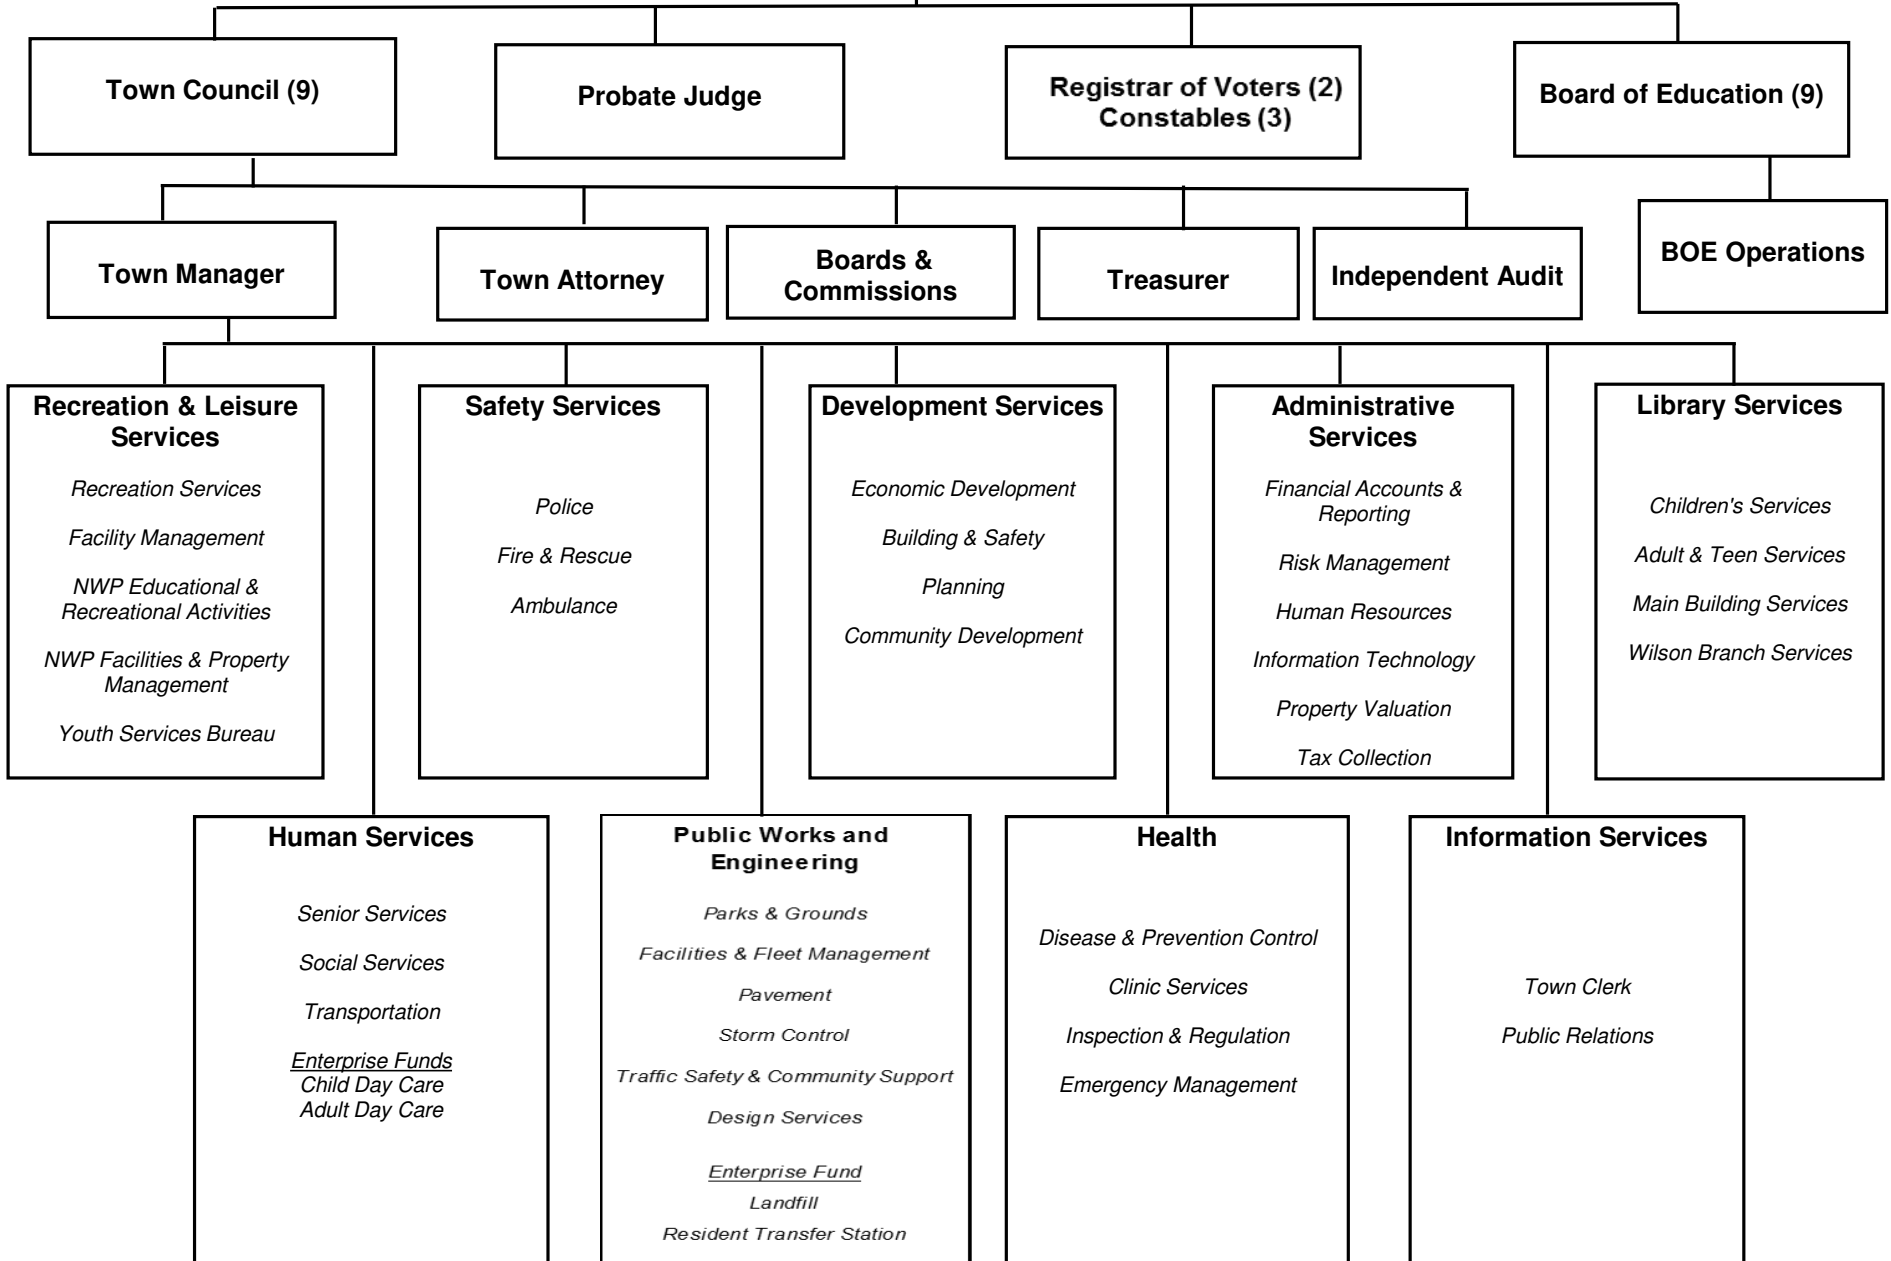 Town Council (9)
Probate Judge
Registrar of Voters (2)
Constables (3)
Board of Education (9)
Town Manager
Town Attorney
Boards &
Commissions
Treasurer
Independent Audit
BOE Operations
Recreation & Leisure
Services
Recreation Services
Facility Management
NWP Educational &
Recreational Activities
NWP Facilities & Property
Management
Youth Services Bureau
Safety Services
Police
Fire & Rescue
Ambulance
Development Services
Economic Development
Building & Safety
Planning
Community Development
Administrative
Services
Financial Accounts &
Reporting
Risk Management
Human Resources
Information Technology
Property Valuation
Tax Collection
Library Services
Children's Services
Adult & Teen Services
Main Building Services
Wilson Branch Services
Human Services
Senior Services
Social Services
Transportation
Enterprise Funds
Child Day Care
Adult Day Care
Public Works and
Engineering
Parks & Grounds
Facilities & Fleet Management
Pavement
Storm Control
Traffic Safety & Community Support
Design Services
Enterprise Fund
Landfill
Resident Transfer Station
Health
Disease & Prevention Control
Clinic Services
Inspection & Regulation
Emergency Management
Information Services
Town Clerk
Public Relations